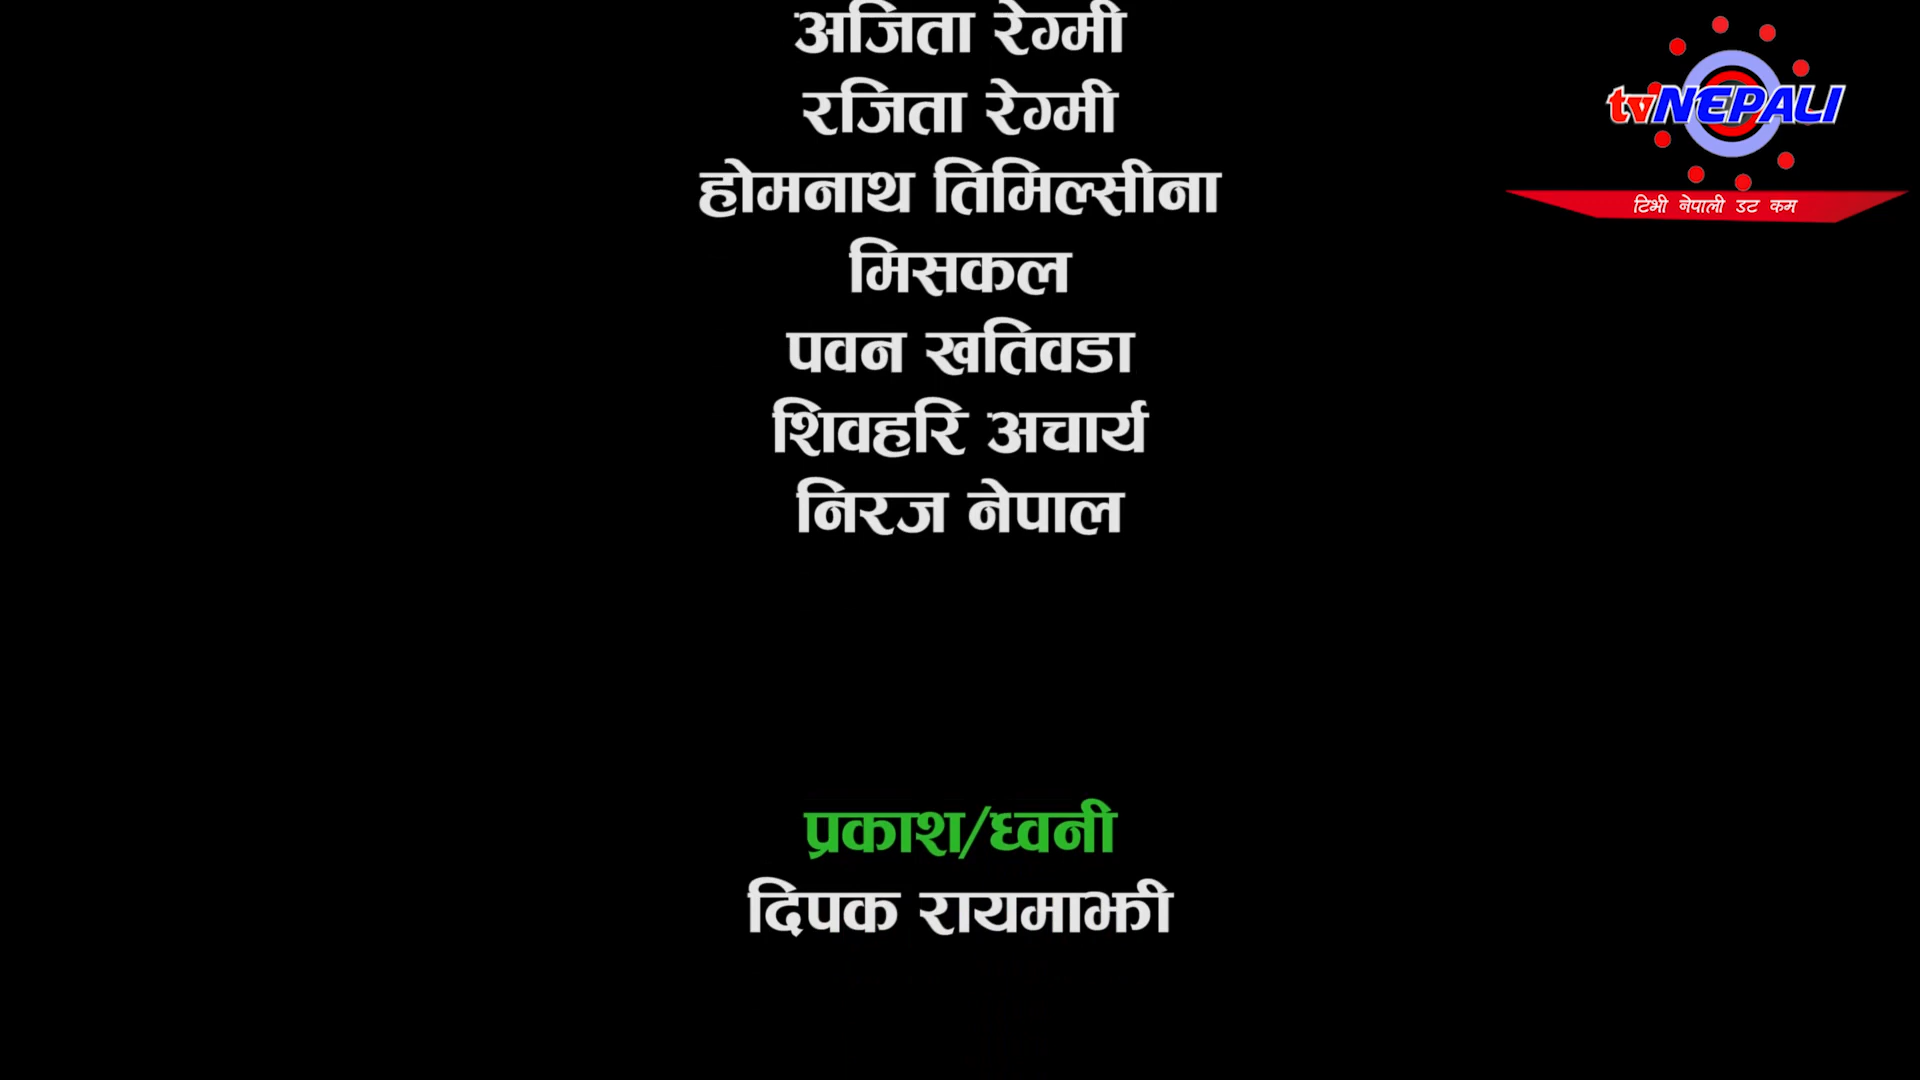 अजिता रेग्मी
रजिता रेग्मी
होमनाथ तिमिल्सीना
मिसकल
पवन खतिवडा
शिवहरि अचार्य
निरज नेपाल
प्रकाश/ध्वनी
दिपक रायमाझी
tvNEPALI
टिभी नेपाली डट कम